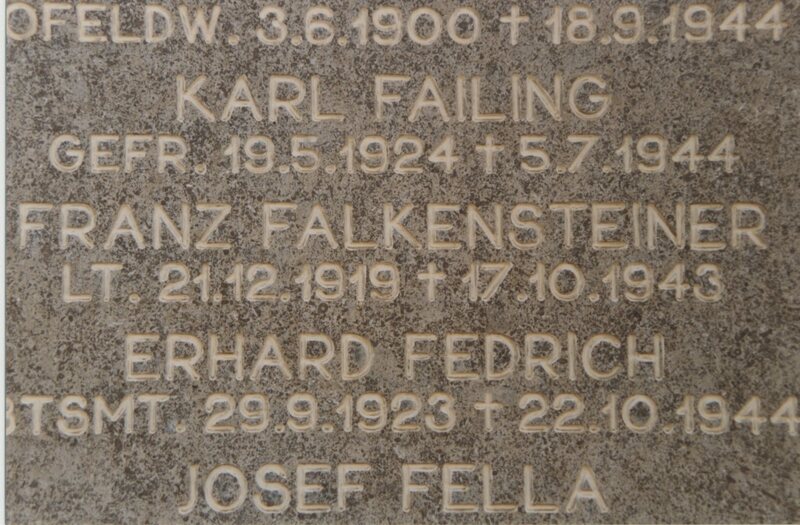 OFELDW. 3.6.1900 † 18.9.1944
KARL FAILING
GEFR. 19.5.1924 † 5.7.1944
FRANZ FALKENSTEINER
LT. 21.12.1919 † 17.10.1943
ERHARD FEDRICH
BTSMT. 29.9.1923 † 22.10.1944
JOSEF FELLA